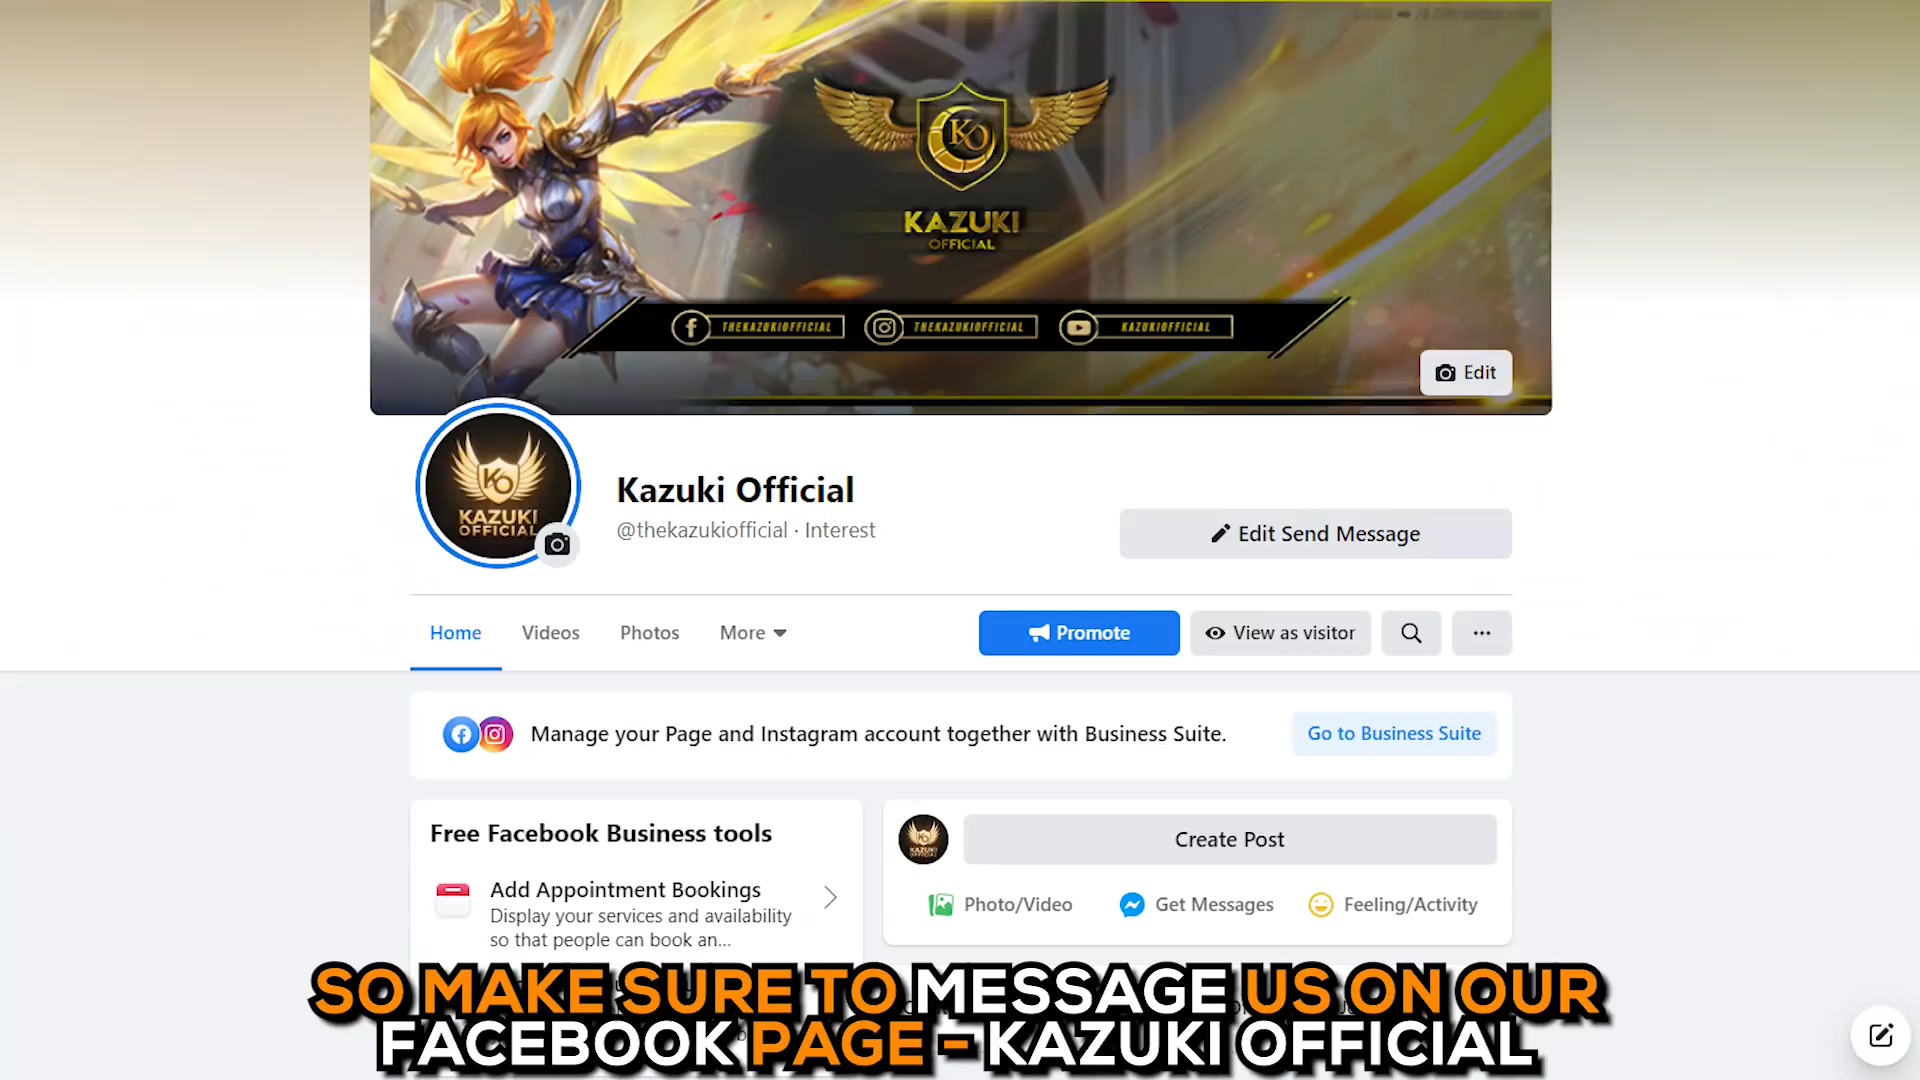 KO
KAZUKI
OFFICIAL
THEKAZUKIOFFICIAL
THEKAZUKIOFFICIAL
KAZUKIOFFICIAL
Edit
KO
KAZUKI
OFFICIAL
Kazuki Official
@thekazukiofficial · Interest
Edit Send Message
Home
Videos
Photos
More
Promote
View as visitor
Manage your Page and Instagram account together with Business Suite.
Go to Business Suite
Free Facebook Business tools
Add Appointment Bookings
Display your services and availability
so that people can book an...
Create Post
Photo/Video
Get Messages
Feeling/Activity
SO MAKE SURE TO MESSAGE US ON OUR
FACEBOOK PAGE - KAZUKI OFFICIAL